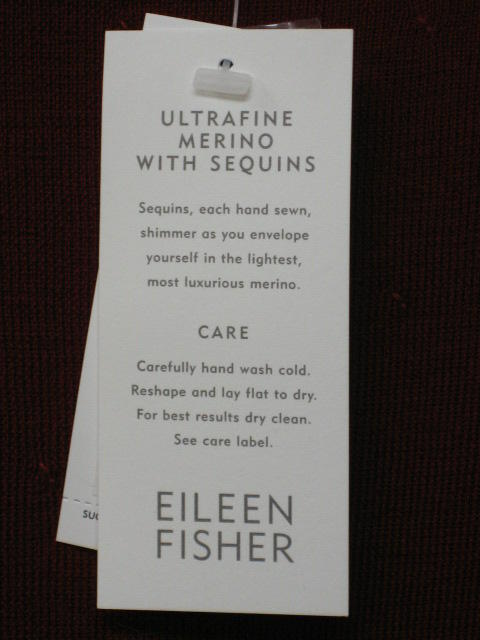 ULTRAFINE
MERINO
WITH SEQUINS
Sequins, each hand sewn,
shimmer as you envelope
yourself in the lightest,
most luxurious merino.
CARE
Carefully hand wash cold.
Reshape and lay flat to dry.
For best results dry clean.
See care label.
EILEEN
FISHER